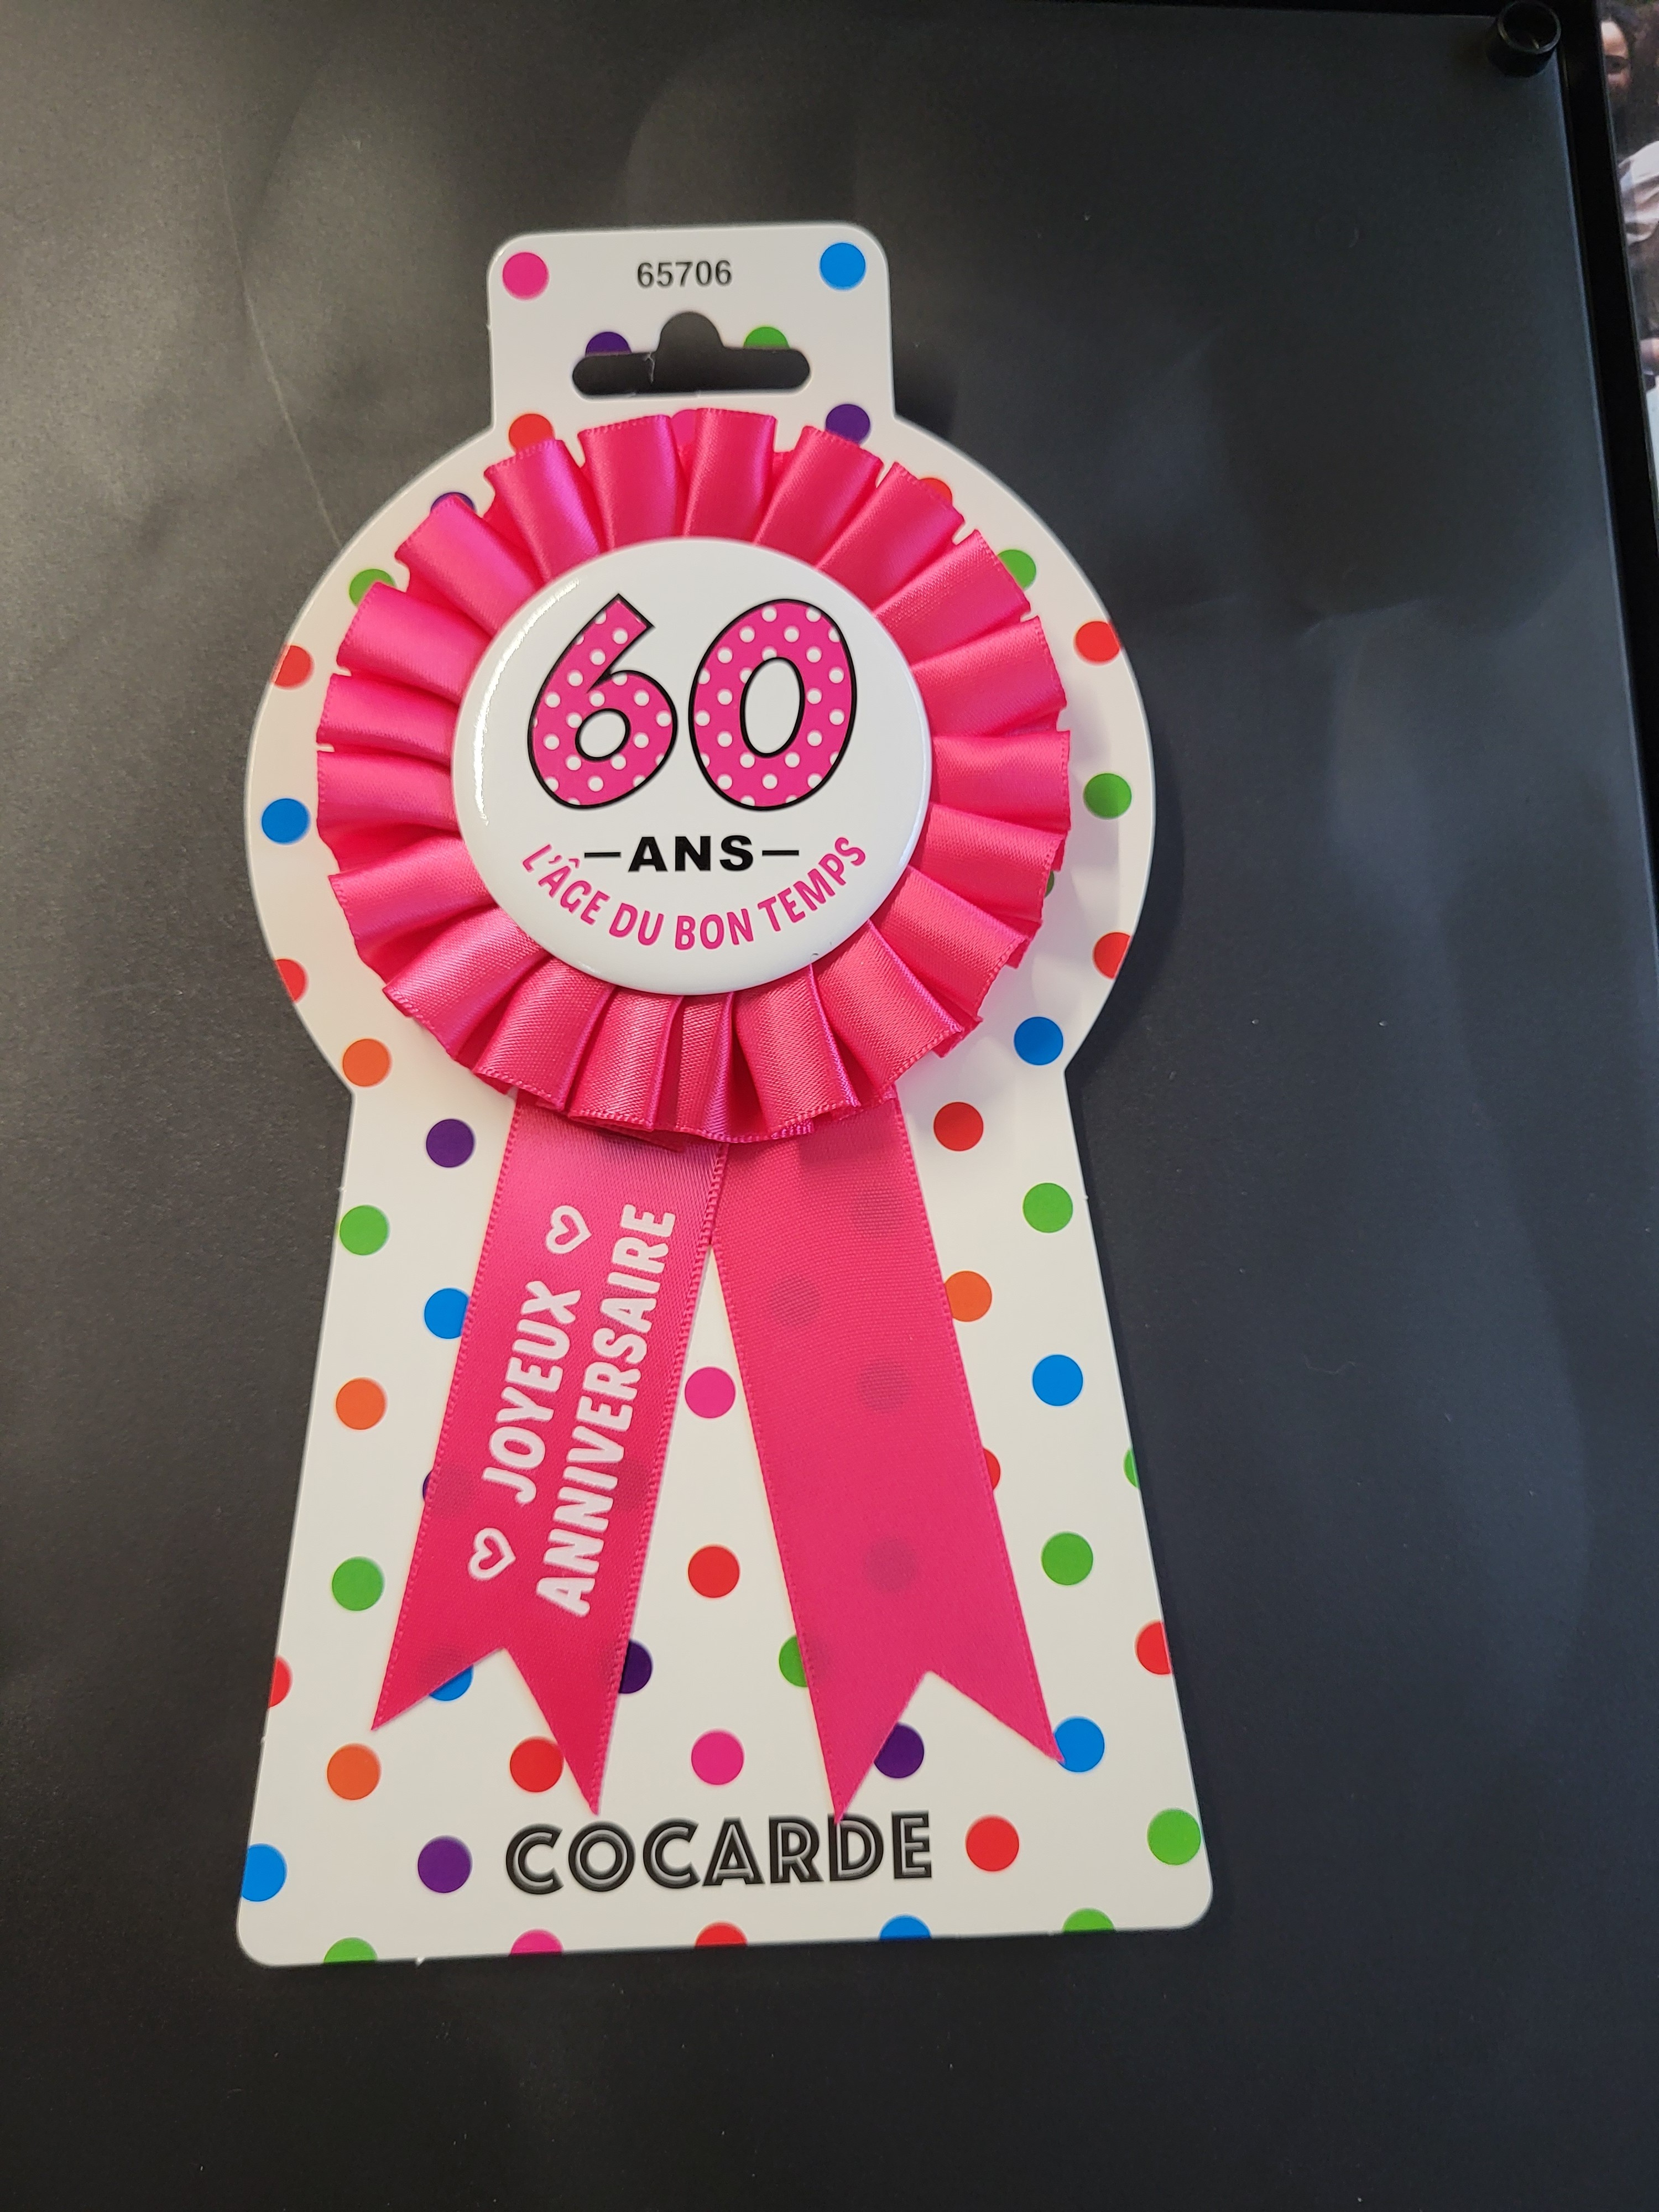 65706
60
-ANS-
L'ÂGE DU BON TEMPS
♡ JOYEUX ♡
ANNIVERSAIRE
COCARDE